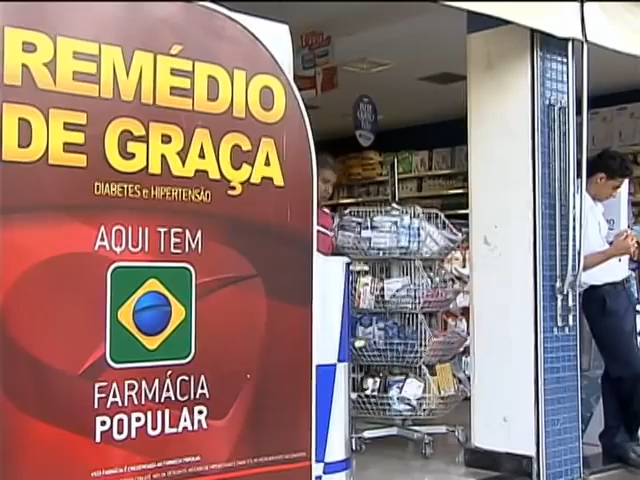 REMÉDIO
DE GRAÇA
DIABETES e HIPERTENSÃO
AQUI TEM
FARMÁCIA
POPULAR